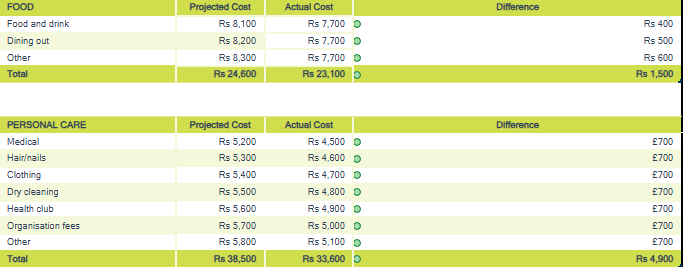 FOOD Projected Cost Actual Cost Difference
Food and drink Rs 8,100 Rs 7,700 Rs 400
Dining out Rs 8,200 Rs 7,700 Rs 500
Other Rs 8,300 Rs 7,700 Rs 600
Total Rs 24,600 Rs 23,100 Rs 1,500
PERSONAL CARE Projected Cost Actual Cost Difference
Medical Rs 5,200 Rs 4,500 £700
Hair/nails Rs 5,300 Rs 4,600 £700
Clothing Rs 5,400 Rs 4,700 £700
Dry cleaning Rs 5,500 Rs 4,800 £700
Health club Rs 5,600 Rs 4,900 £700
Organisation fees Rs 5,700 Rs 5,000 £700
Other Rs 5,800 Rs 5,100 £700
Total Rs 38,500 Rs 33,600 Rs 4,900